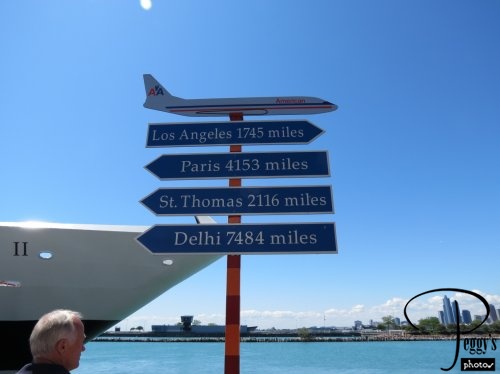 AA
American
Los Angeles 1745 miles
Paris 4153 miles
St. Thomas 2116 miles
Delhi 7484 miles
II
Peggy's
photos